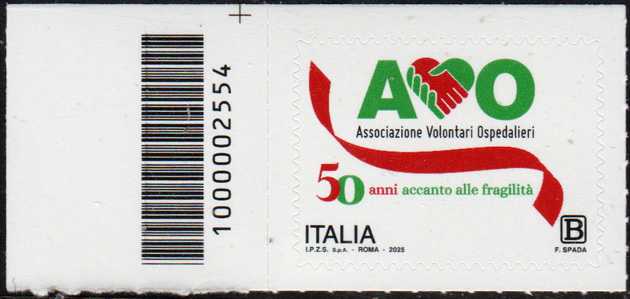 1000002554
AVO
Associazione Volontari Ospedalieri
50 anni accanto alle fragilità
ITALIA B
I.P.Z.S. S.p.A. - ROMA - 2025 F. SPADA